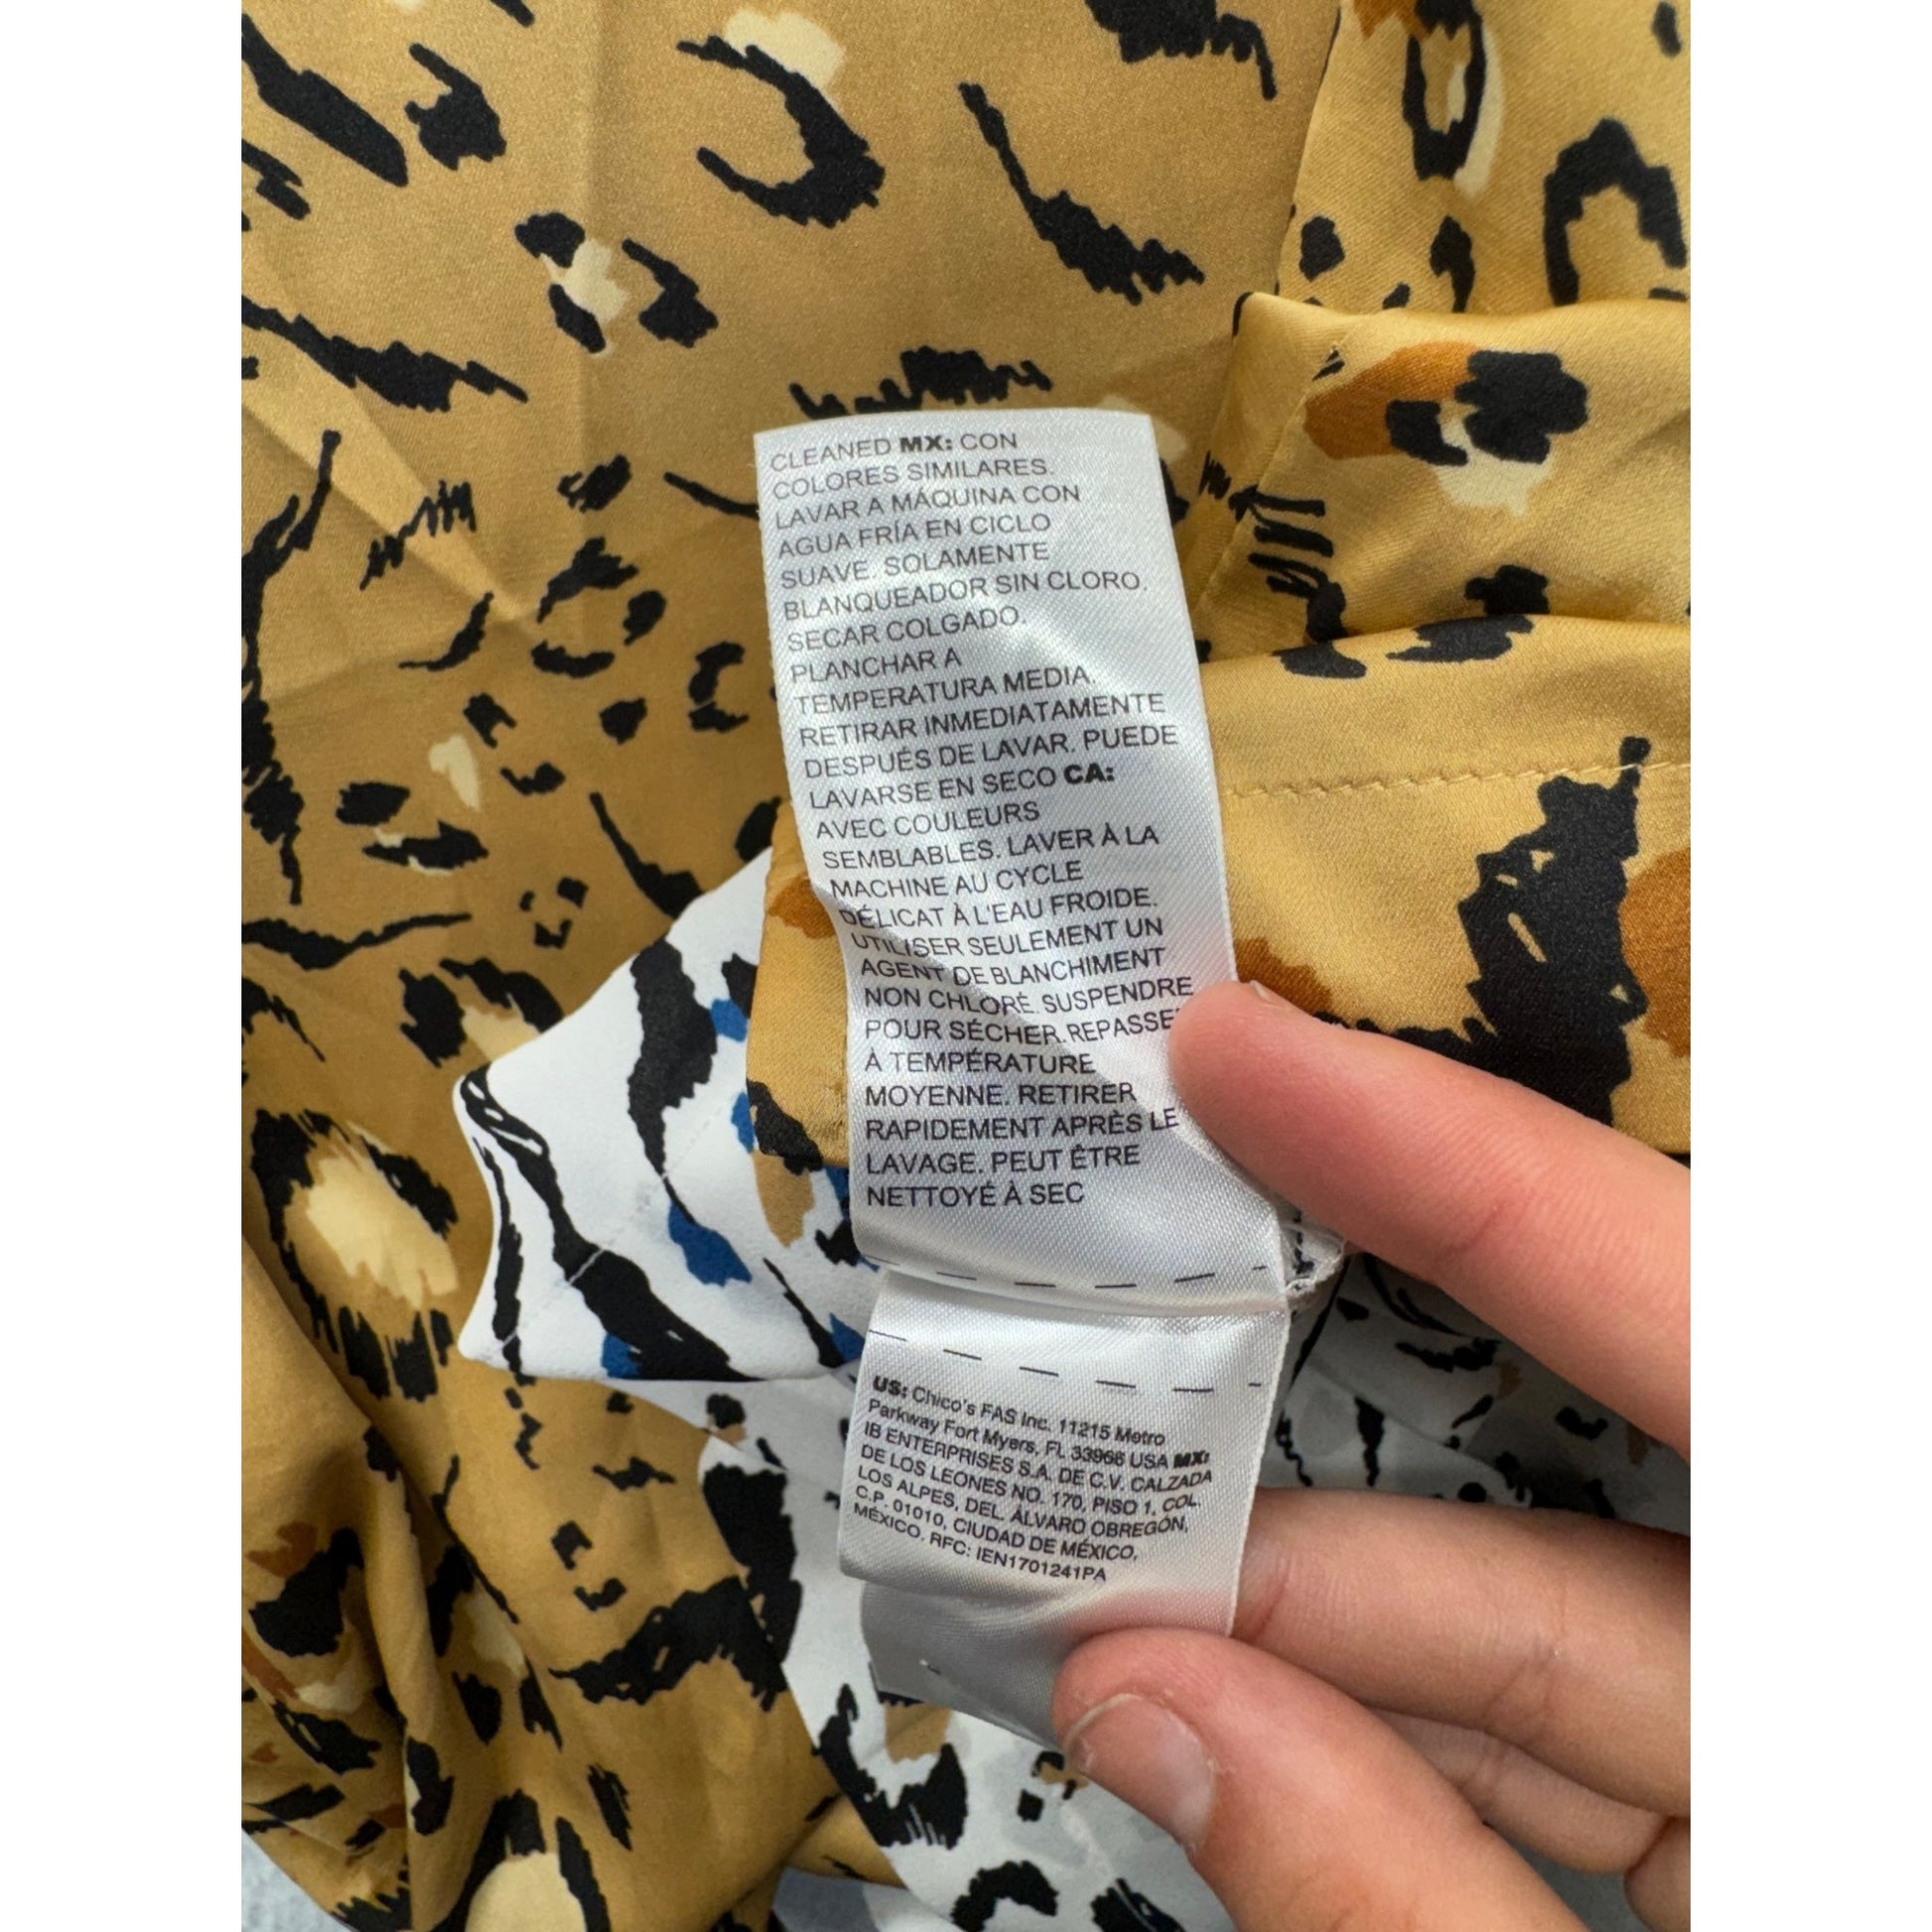 CLEANED MX: CON
COLORES SIMILARES.
LAVAR A MÁQUINA CON
AGUA FRÍA EN CICLO
SUAVE. SOLAMENTE
BLANQUEADOR SIN CLORO.
SECAR COLGADO.
PLANCHAR A
TEMPERATURA MEDIA.
RETIRAR INMEDIATAMENTE
DESPUÉS DE LAVAR. PUEDE
LAVARSE EN SECO CA:
AVEC COULEURS
SEMBLABLES. LAVER À LA
MACHINE AU CYCLE
DÉLICAT À L'EAU FROIDE.
UTILISER SEULEMENT UN
AGENT DE BLANCHIMENT
NON CHLORÉ. SUSPENDRE
POUR SÉCHER. REPASSE
À TEMPÉRATURE
MOYENNE. RETIRER
RAPIDEMENT APRÈS LE
LAVAGE. PEUT ÊTRE
NETTOYÉ À SEC
US: Chico's FAS Inc. 11215 Metro
Parkway Fort Myers, FL 33966 USA MX:
IB ENTERPRISES S.A. DE C.V. CALZADA
DE LOS LEONES NO. 170, PISO 1, COL.
LOS ALPES, DEL. ÁLVARO OBREGÓN,
C.P. 01010, CIUDAD DE MÉXICO,
MÉXICO. RFC: IEN1701241PA